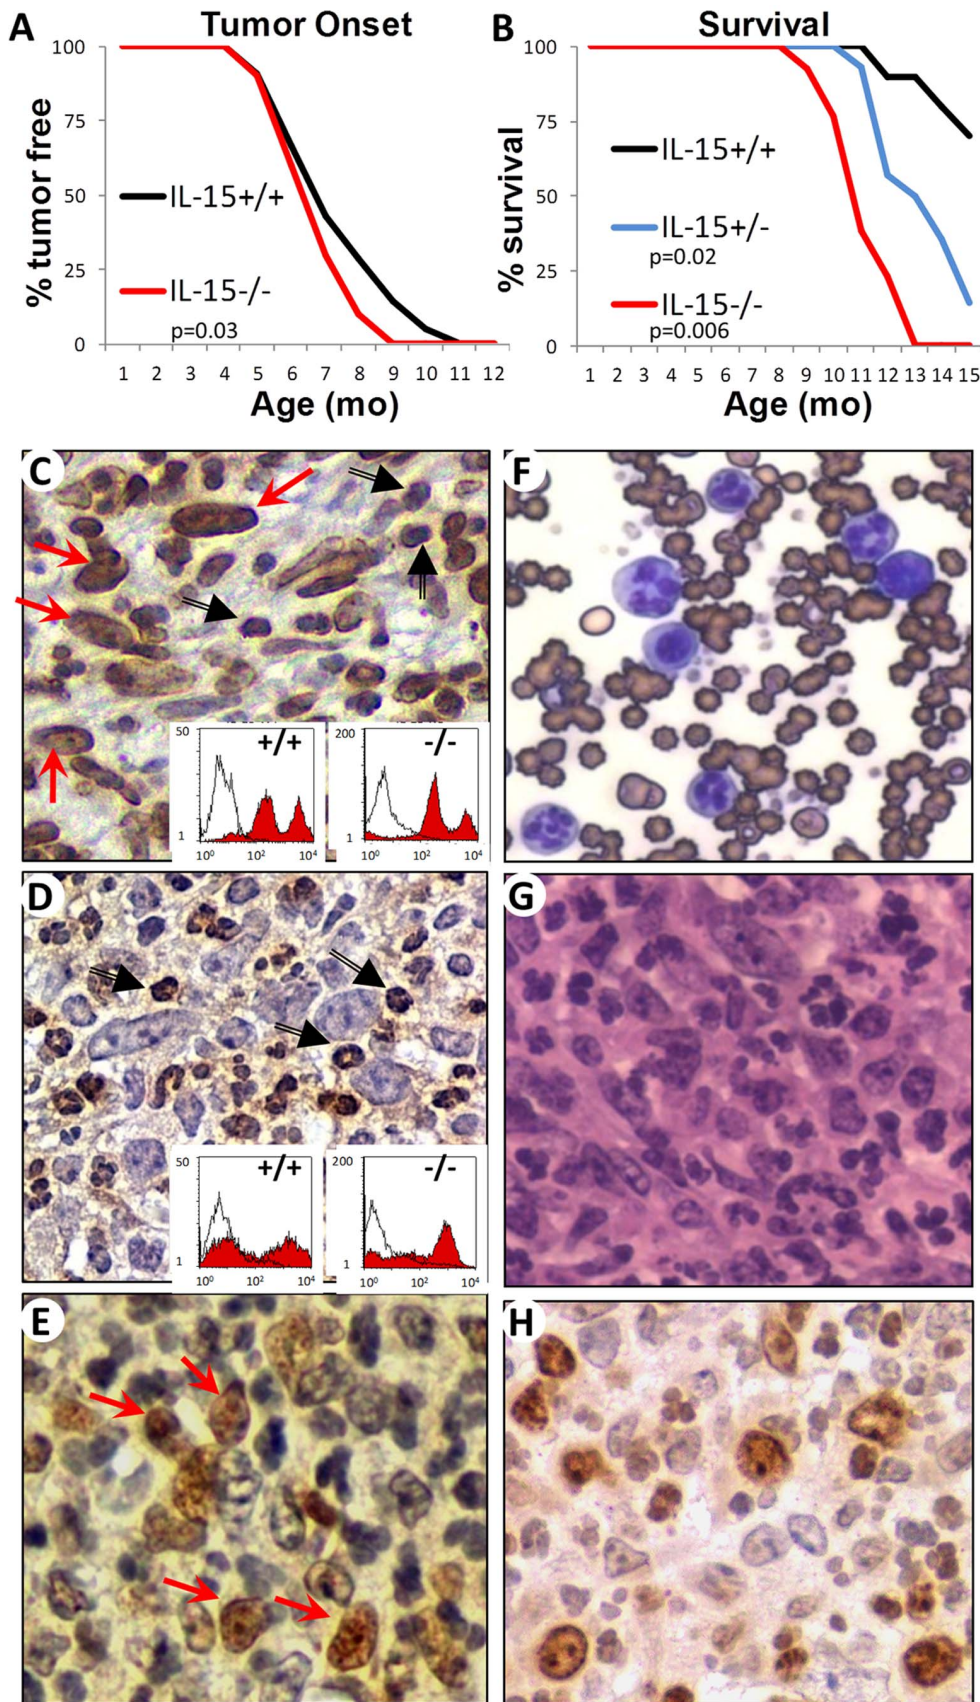 A
Tumor Onset
100
75
50
25
0
% tumor free
IL-15+/+
IL-15-/-
p=0.03
1 2 3 4 5 6 7 8 9 10 11 12
Age (mo)
B
Survival
100
75
50
25
0
% survival
IL-15+/+
IL-15+/-
p=0.02
IL-15-/-
p=0.006
1 2 3 4 5 6 7 8 9 10 11 12 13 14 15
Age (mo)
C
50
+/+
1
10⁰ 10² 10⁴
200
-/-
1
10⁰ 10² 10⁴
F
D
50
+/+
1
10⁰ 10² 10⁴
200
-/-
1
10⁰ 10² 10⁴
G
E
H